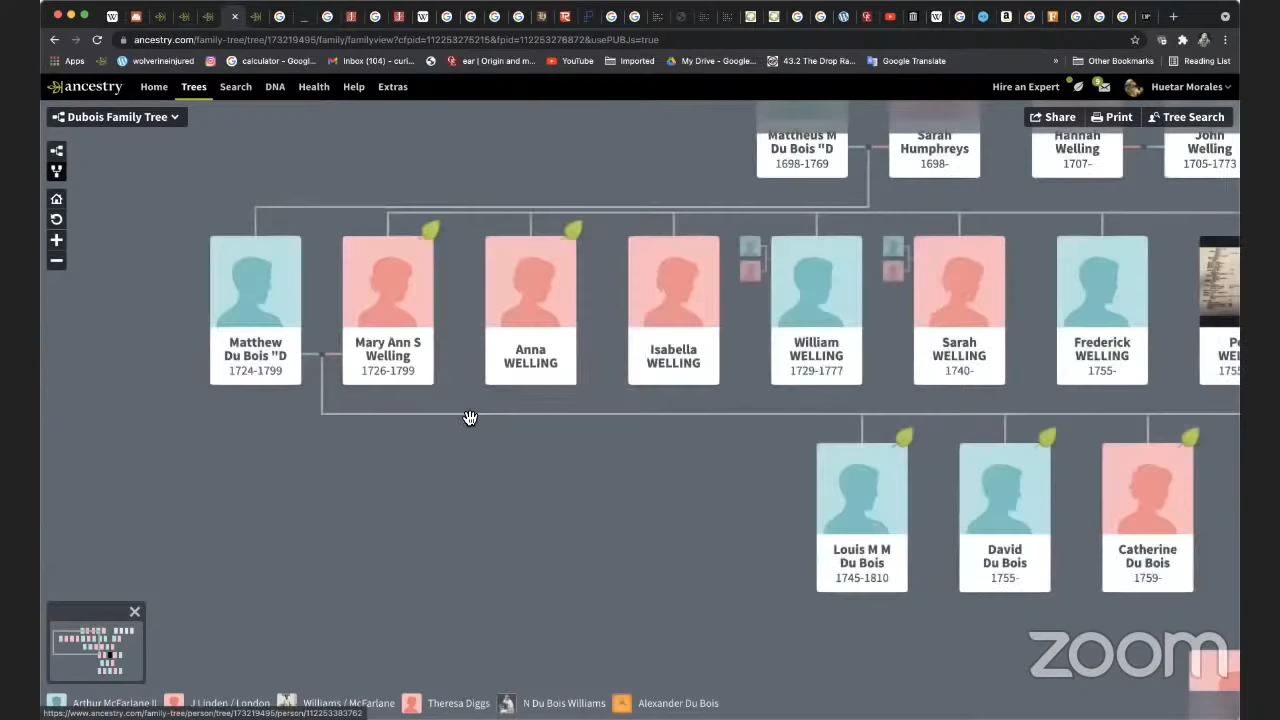 ancestry.com/family-tree/tree/173219495/family/familyview?cfpid=112253275215&fpid=112253276872&usePUBJs=true
Apps
wolverineinjured
calculator - Googl...
Inbox (104) - curi...
ear | Origin and m...
YouTube
Imported
My Drive - Google...
43.2 The Drop Ra...
Google Translate
»
Other Bookmarks
Reading List
ancestry
Home
Trees
Search
DNA
Health
Help
Extras
Hire an Expert
9
Huetar Morales
Dubois Family Tree
Share
Print
Tree Search
Mattheus M
Du Bois "D
1698-1769
Sarah
Humphreys
1698-
Hannah
Welling
1707-
John
Welling
1705-1773
Matthew
Du Bois "D
1724-1799
Mary Ann S
Welling
1726-1799
Anna
WELLING
Isabella
WELLING
William
WELLING
1729-1777
Sarah
WELLING
1740-
Frederick
WELLING
1755-
Louis M M
Du Bois
1745-1810
David
Du Bois
1755-
Catherine
Du Bois
1759-
zoom
Arthur McFarlane II
J Linden / London
Williams / McFarlane
Theresa Diggs
N Du Bois Williams
Alexander Du Bois
https://www.ancestry.com/family-tree/person/tree/173219495/person/112253383762